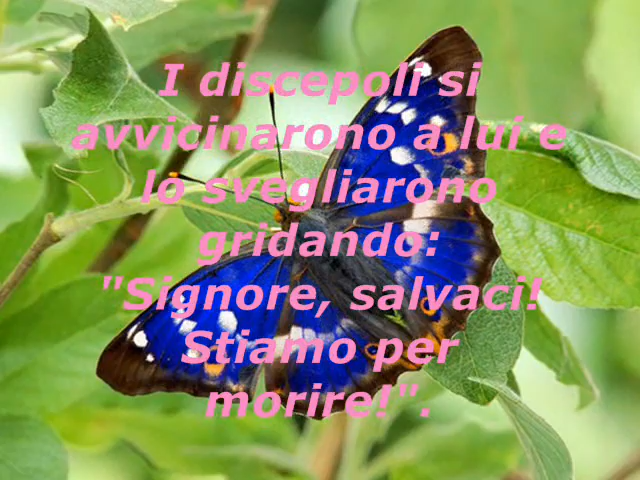 I discepoli si
avvicinarono a lui e
lo svegliarono
gridando:
"Signore, salvaci!
Stiamo per
morire!".